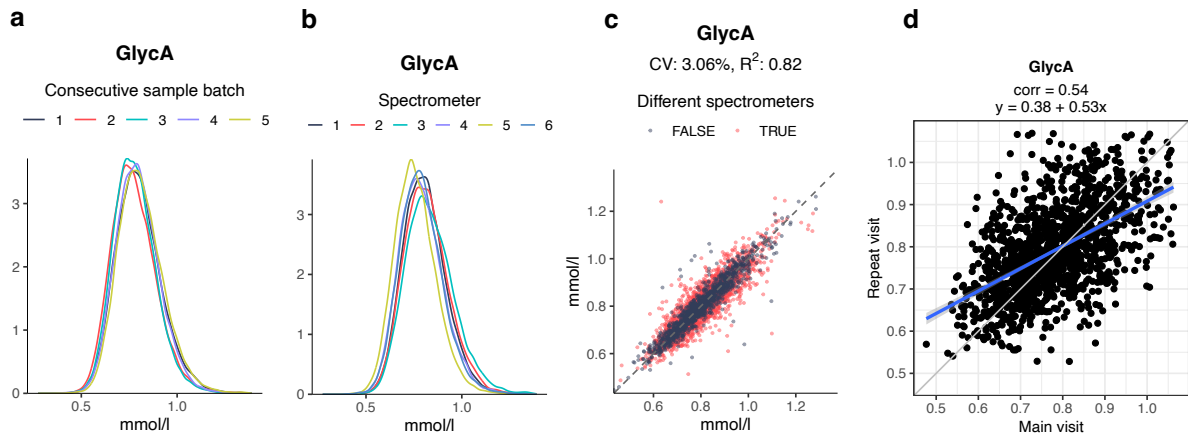 a
GlycA
Consecutive sample batch
1 2 3 4 5
3
2
1
0
0.5 1.0
mmol/l
b
GlycA
Spectrometer
1 2 3 4 5 6
3
2
1
0
0.5 1.0
mmol/l
c
GlycA
CV: 3.06%, R²: 0.82
Different spectrometers
FALSE TRUE
mmol/l
1.2
1.0
0.8
0.6
0.6 0.8 1.0 1.2
mmol/l
d
GlycA
corr = 0.54
y = 0.38 + 0.53x
Repeat visit
1.0
0.9
0.8
0.7
0.6
0.5
0.5 0.6 0.7 0.8 0.9 1.0
Main visit